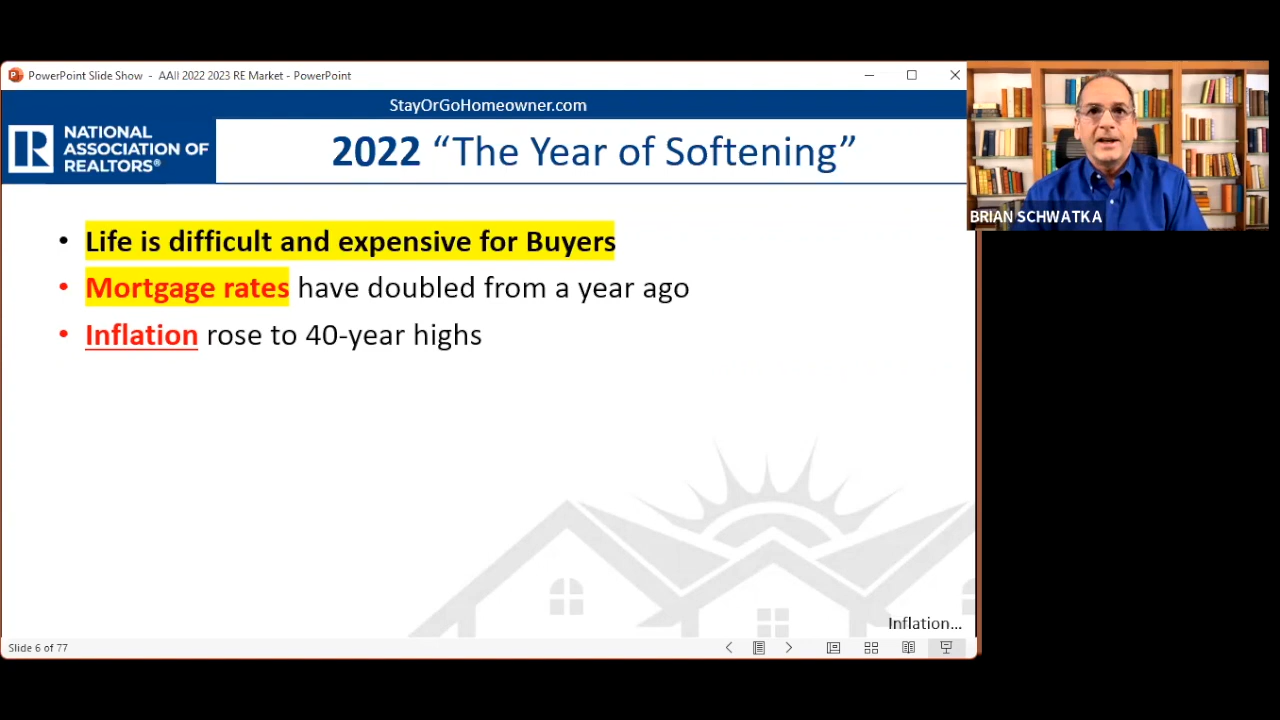 PowerPoint Slide Show - AAII 2022 2023 RE Market - PowerPoint
StayOrGoHomeowner.com
NATIONAL
ASSOCIATION OF
REALTORS®
2022 “The Year of Softening”
BRIAN SCHWATKA
• Life is difficult and expensive for Buyers
• Mortgage rates have doubled from a year ago
• Inflation rose to 40-year highs
Inflation...
Slide 6 of 77